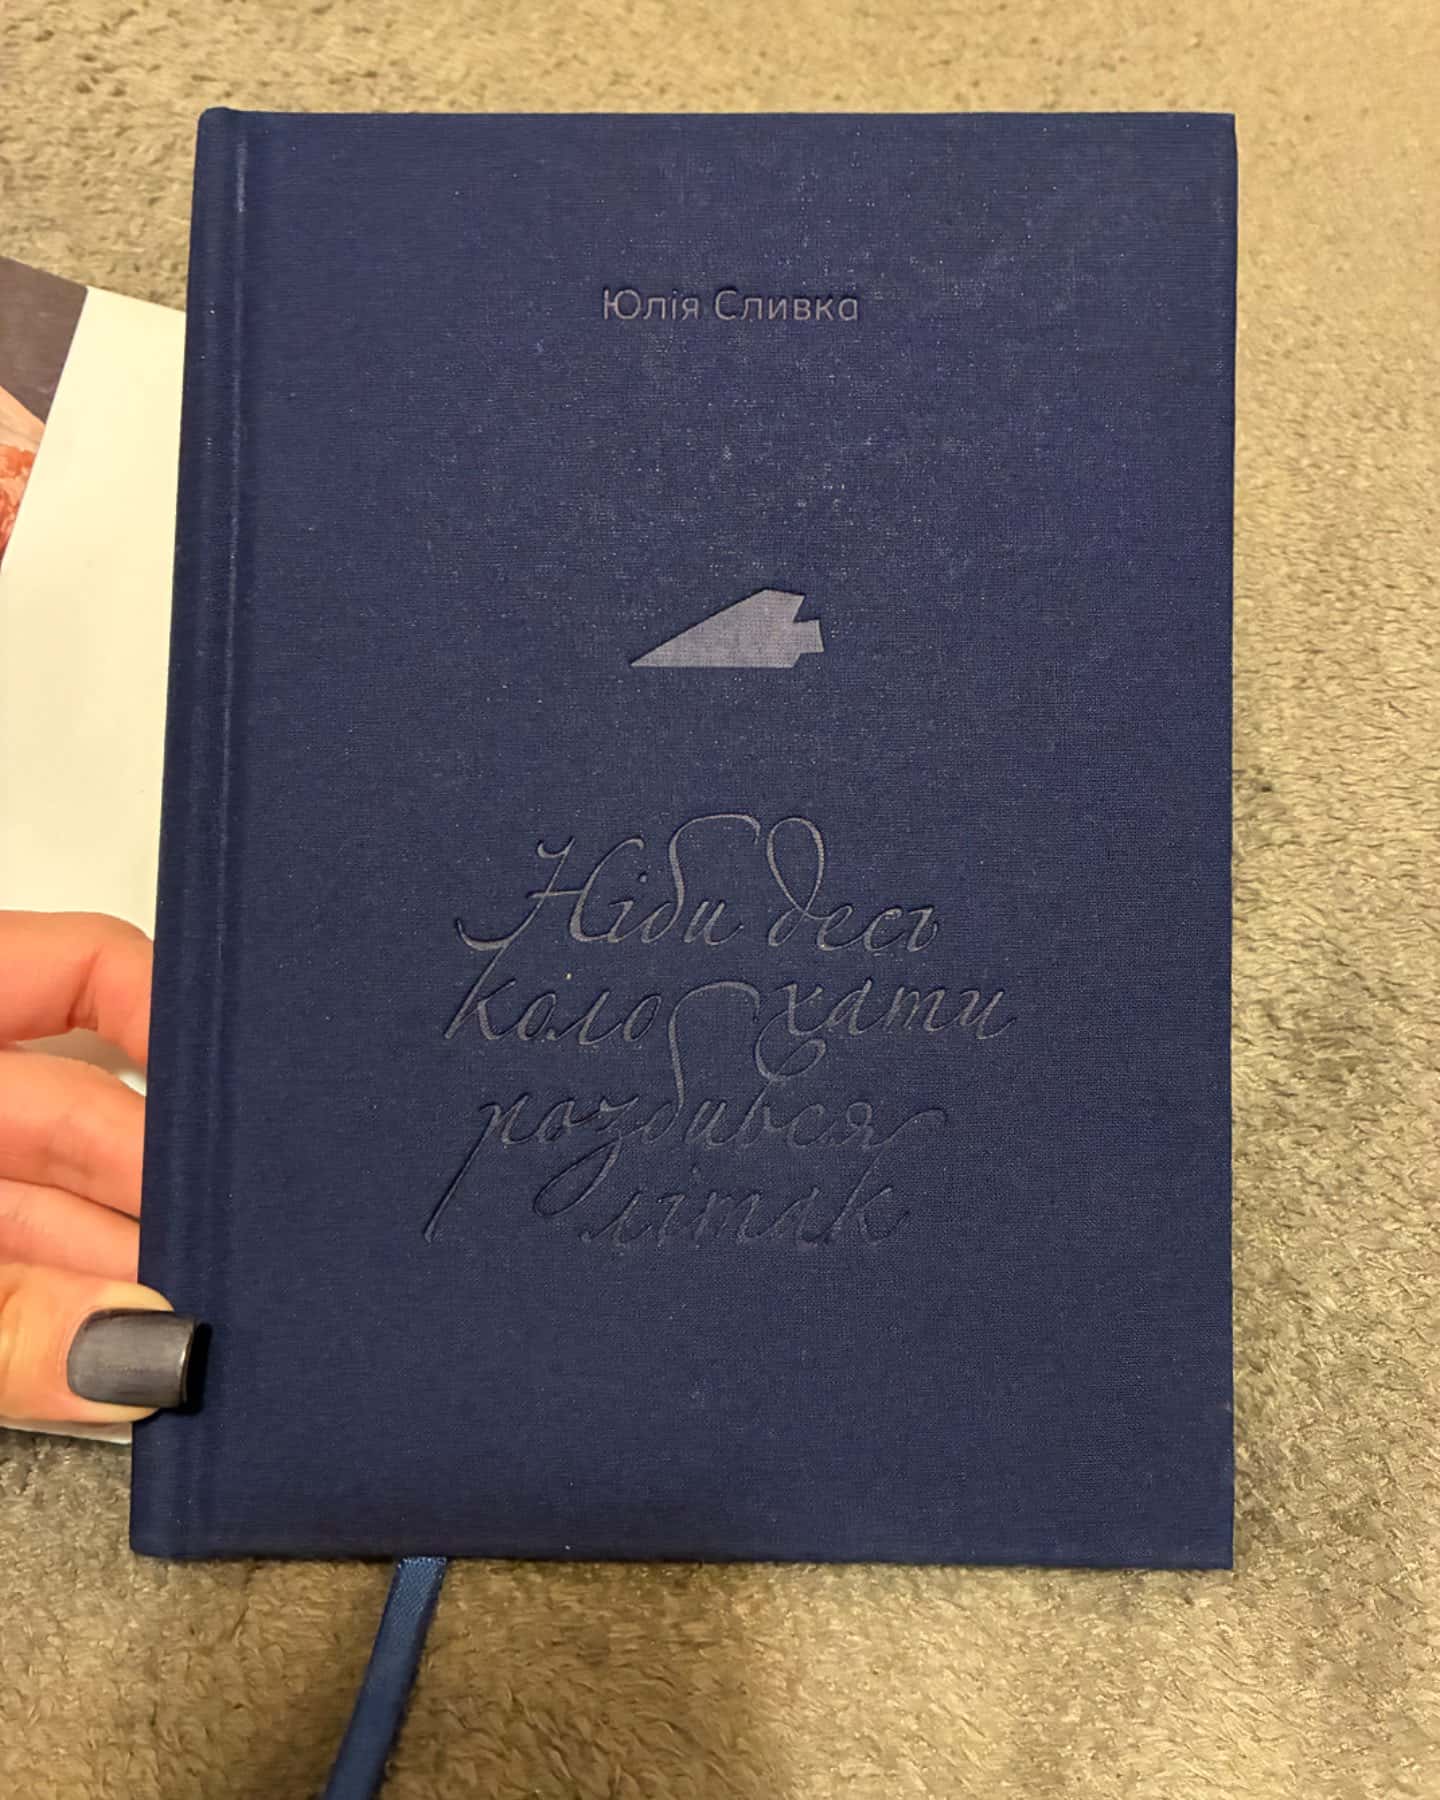 Юлія Сливка
Ніби десь
коло хати
розбився
літак